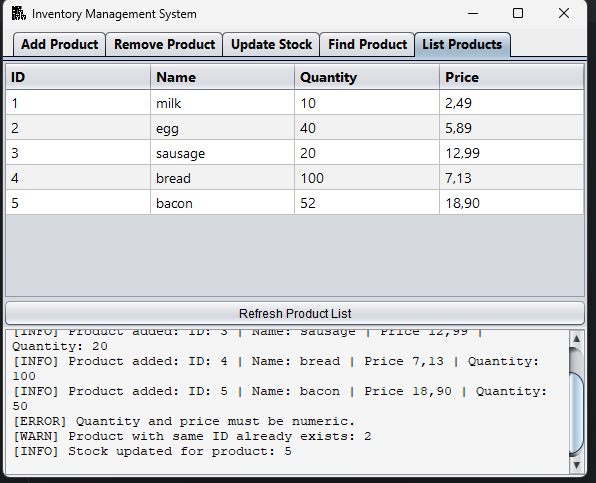 Inventory Management System
Add Product Remove Product Update Stock Find Product List Products
ID Name Quantity Price
1 milk 10 2,49
2 egg 40 5,89
3 sausage 20 12,99
4 bread 100 7,13
5 bacon 52 18,90
Refresh Product List
[INFO] Product added: ID: 3 | Name: sausage | Price 12,99 |
Quantity: 20
[INFO] Product added: ID: 4 | Name: bread | Price 7,13 | Quantity:
100
[INFO] Product added: ID: 5 | Name: bacon | Price 18,90 | Quantity:
50
[ERROR] Quantity and price must be numeric.
[WARN] Product with same ID already exists: 2
[INFO] Stock updated for product: 5